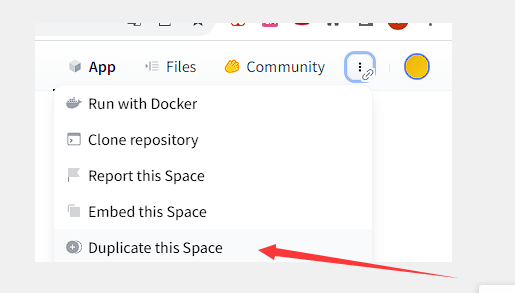 App Files Community
Run with Docker
Clone repository
Report this Space
Embed this Space
Duplicate this Space